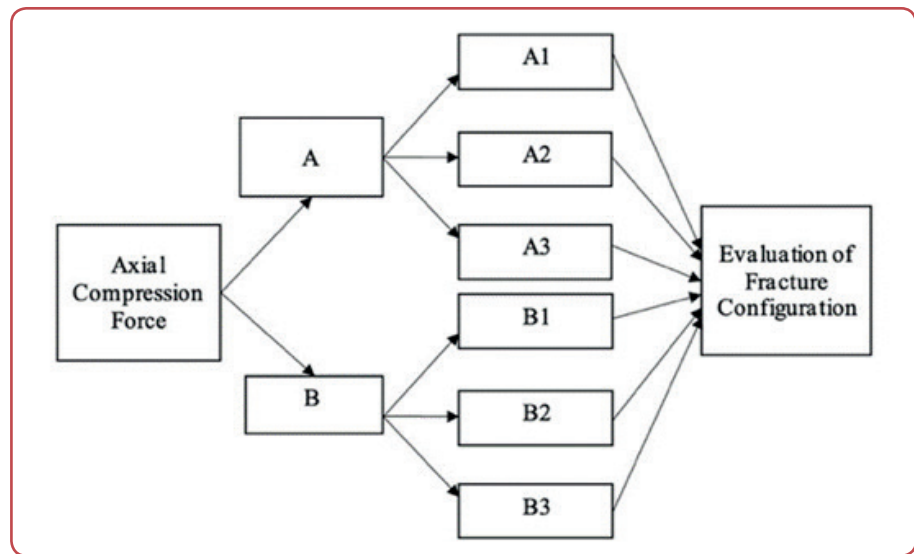 Axial
Compression
Force
A
B
A1
A2
A3
B1
B2
B3
Evaluation of
Fracture
Configuration